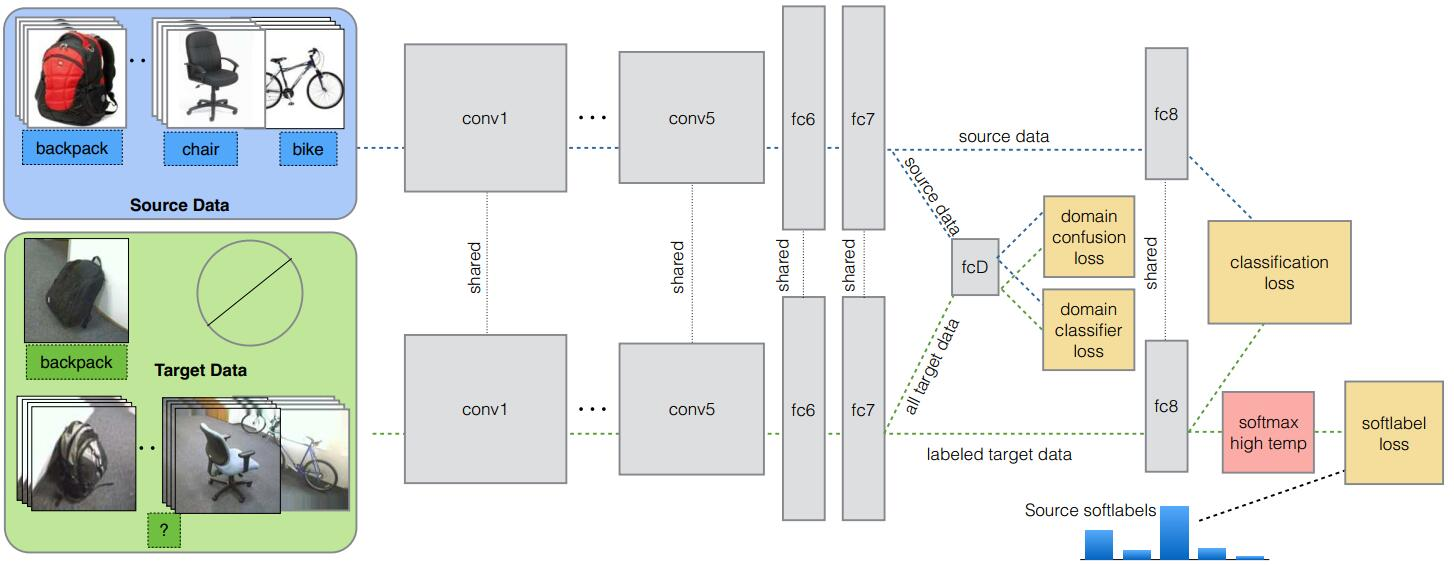 backpack
chair
bike
Source Data
backpack
Target Data
?
conv1
conv5
fc6
fc7
source data
fc8
source data
shared
shared
shared
shared
shared
fcD
domain
confusion
loss
domain
classifier
loss
classification
loss
all target data
conv1
conv5
fc6
fc7
labeled target data
fc8
softmax
high temp
softlabel
loss
Source softlabels